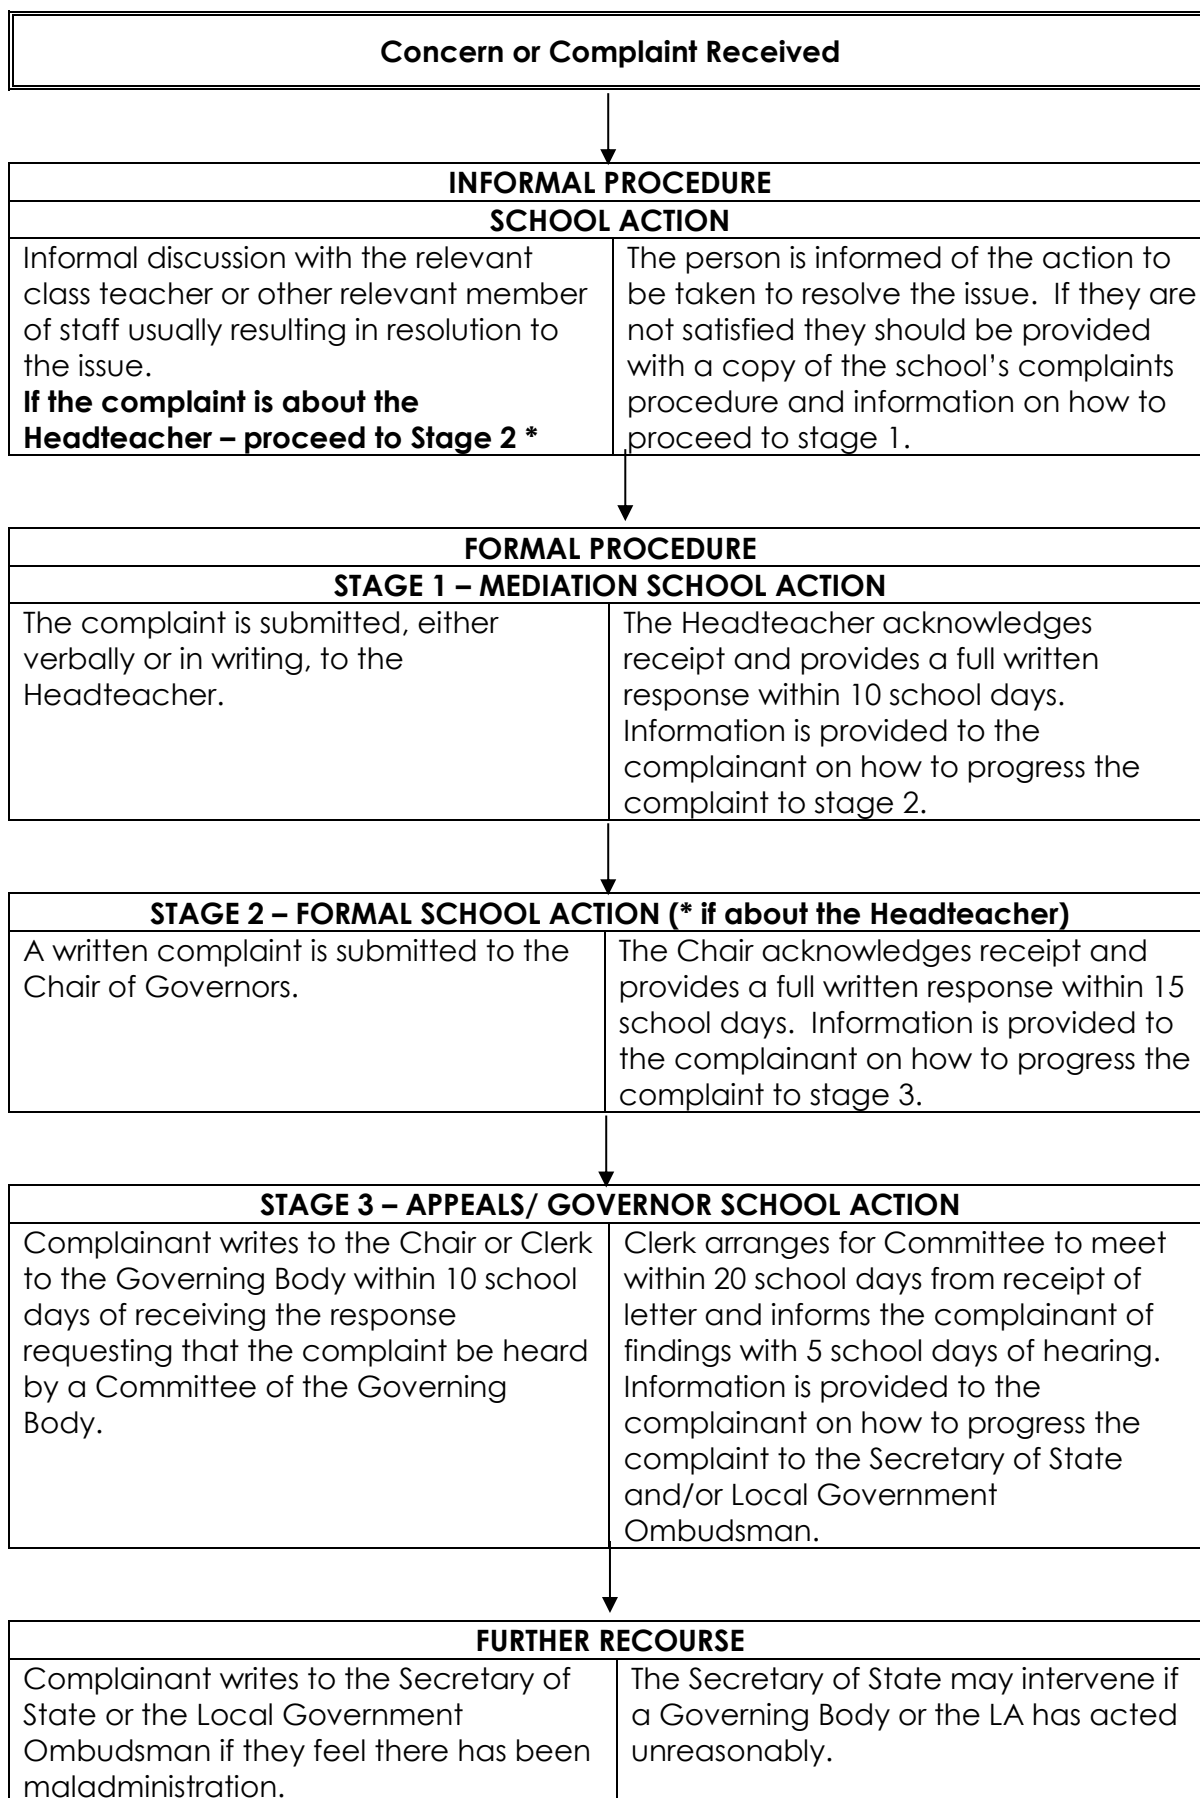 Concern or Complaint Received
INFORMAL PROCEDURE
SCHOOL ACTION
Informal discussion with the relevant
class teacher or other relevant member
of staff usually resulting in resolution to
the issue.
If the complaint is about the
Headteacher – proceed to Stage 2 *
The person is informed of the action to
be taken to resolve the issue.  If they are
not satisfied they should be provided
with a copy of the school’s complaints
procedure and information on how to
proceed to stage 1.
FORMAL PROCEDURE
STAGE 1 – MEDIATION SCHOOL ACTION
The complaint is submitted, either
verbally or in writing, to the
Headteacher.
The Headteacher acknowledges
receipt and provides a full written
response within 10 school days.
Information is provided to the
complainant on how to progress the
complaint to stage 2.
STAGE 2 – FORMAL SCHOOL ACTION (* if about the Headteacher)
A written complaint is submitted to the
Chair of Governors.
The Chair acknowledges receipt and
provides a full written response within 15
school days.  Information is provided to
the complainant on how to progress the
complaint to stage 3.
STAGE 3 – APPEALS/ GOVERNOR SCHOOL ACTION
Complainant writes to the Chair or Clerk
to the Governing Body within 10 school
days of receiving the response
requesting that the complaint be heard
by a Committee of the Governing
Body.
Clerk arranges for Committee to meet
within 20 school days from receipt of
letter and informs the complainant of
findings with 5 school days of hearing.
Information is provided to the
complainant on how to progress the
complaint to the Secretary of State
and/or Local Government
Ombudsman.
FURTHER RECOURSE
Complainant writes to the Secretary of
State or the Local Government
Ombudsman if they feel there has been
maladministration.
The Secretary of State may intervene if
a Governing Body or the LA has acted
unreasonably.